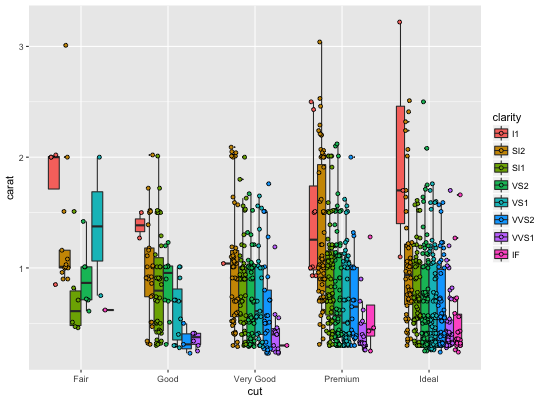 3
2
1
carat
Fair Good Very Good Premium Ideal
cut
clarity
I1
SI2
SI1
VS2
VS1
VVS2
VVS1
IF